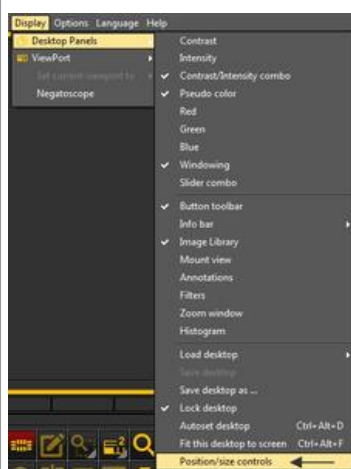 Display Options Language Help
Desktop Panels
ViewPort
Set current viewport to
Negatoscope
Contrast
Intensity
Contrast/Intensity combo
Pseudo color
Red
Green
Blue
Windowing
Slider combo
Button toolbar
Info bar
Image Library
Mount view
Annotations
Filters
Zoom window
Histogram
Load desktop
Save desktop
Save desktop as ...
Lock desktop
Autoset desktop Ctrl+Alt+D
Fit this desktop to screen Ctrl+Alt+F
Position/size controls
2